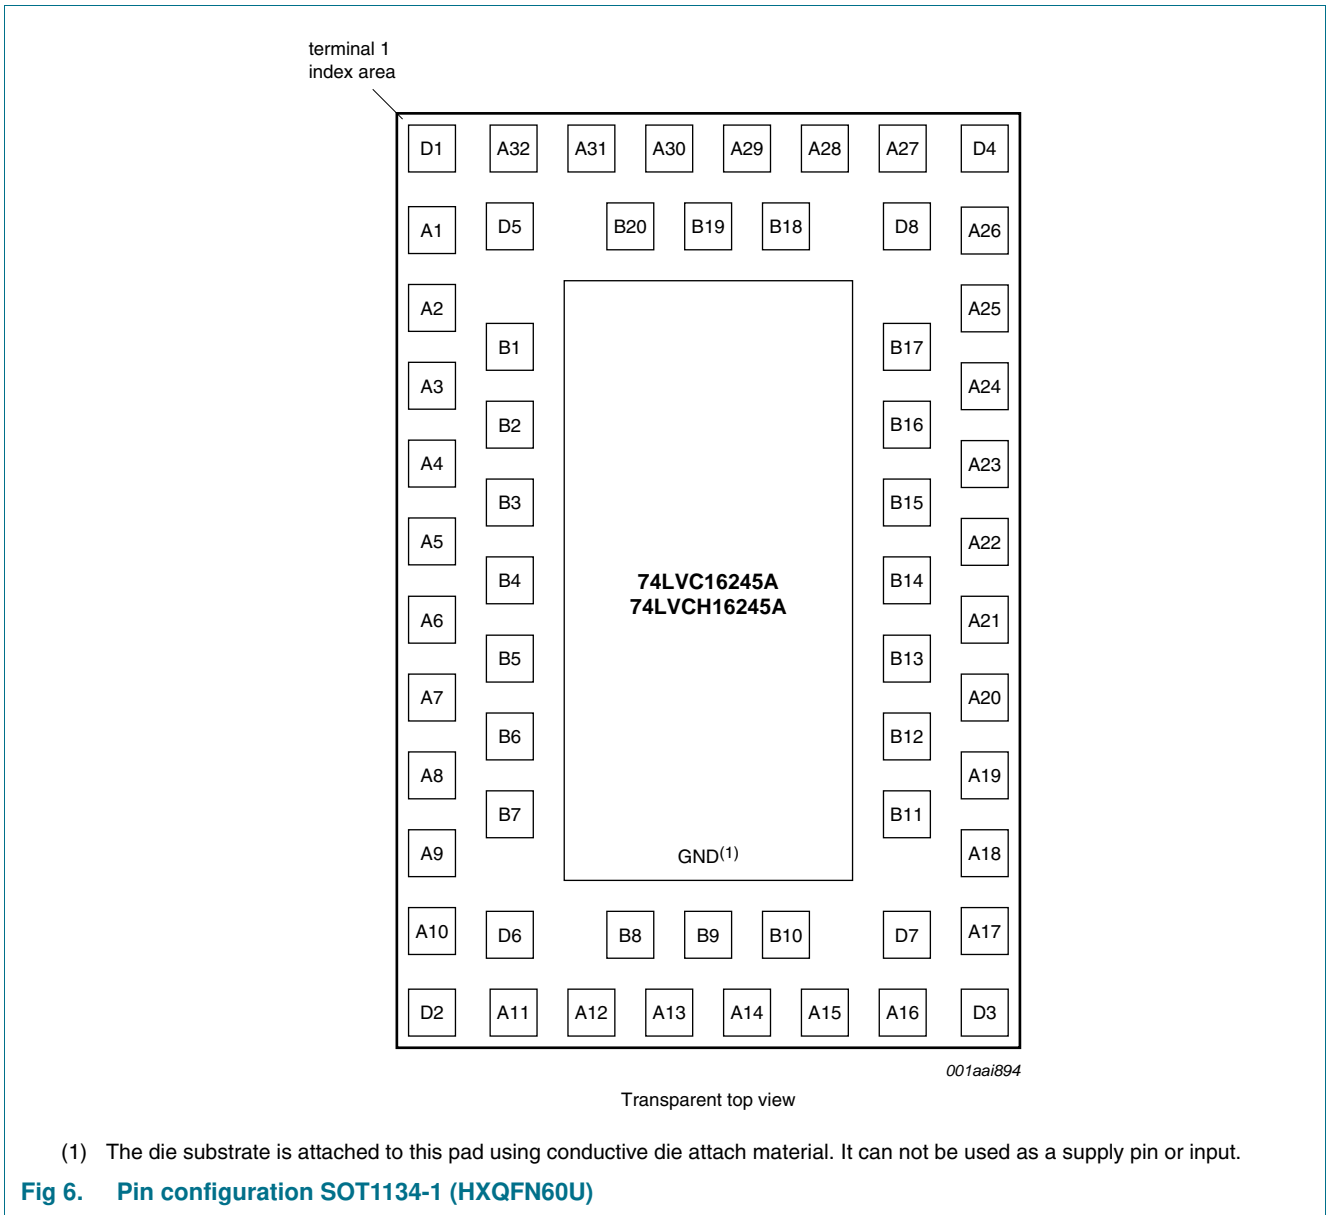 terminal 1
index area
D1 A32 A31 A30 A29 A28 A27 D4
A1 D5 B20 B19 B18 D8 A26
A2 A25
B1 B17
A3 A24
B2 B16
A4 A23
B3 B15
A5 A22
B4 B14
74LVC16245A
74LVCH16245A
A6 A21
B5 B13
A7 A20
B6 B12
A8 A19
B7 B11
A9 GND(1) A18
A10 D6 B8 B9 B10 D7 A17
D2 A11 A12 A13 A14 A15 A16 D3
001aai894
Transparent top view
(1) The die substrate is attached to this pad using conductive die attach material. It can not be used as a supply pin or input.
Fig 6. Pin configuration SOT1134-1 (HXQFN60U)